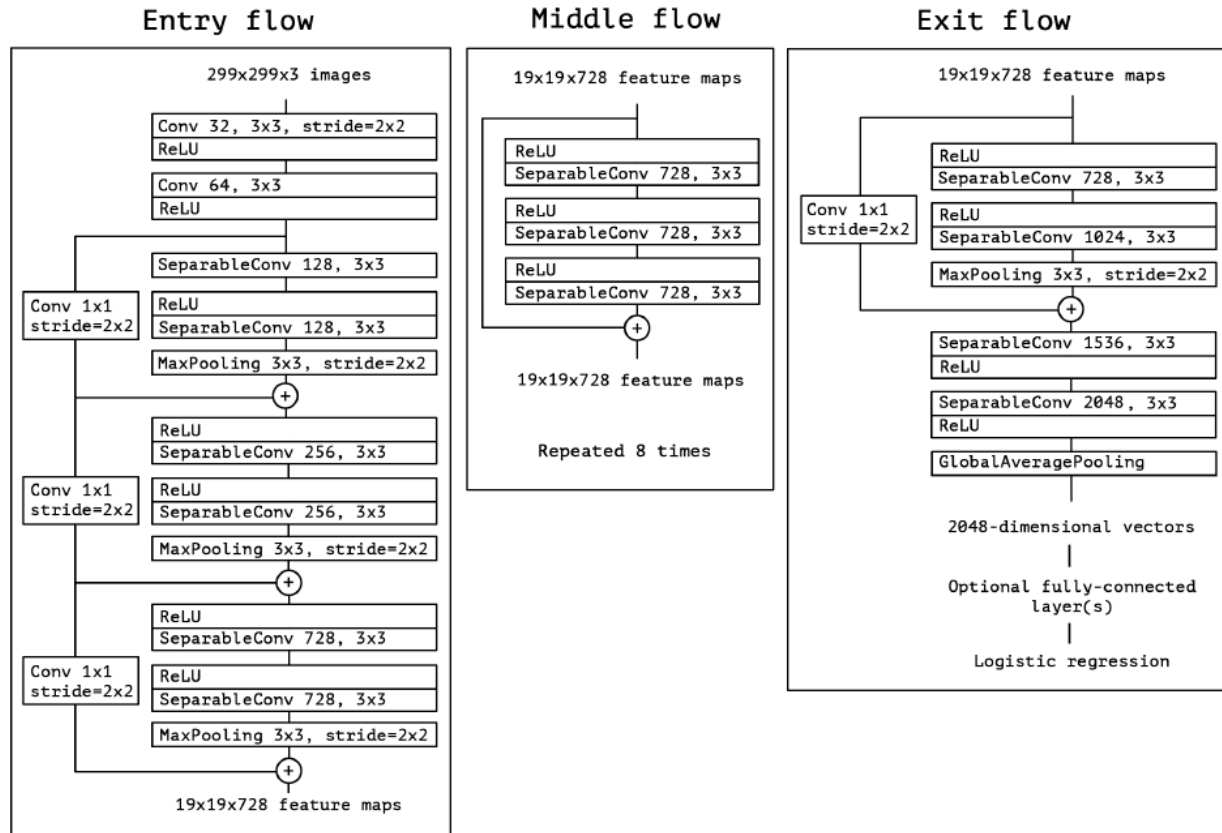 Entry flow
299x299x3 images
Conv 32, 3x3, stride=2x2
ReLU
Conv 64, 3x3
ReLU
SeparableConv 128, 3x3
Conv 1x1
stride=2x2
ReLU
SeparableConv 128, 3x3
MaxPooling 3x3, stride=2x2
+
ReLU
SeparableConv 256, 3x3
Conv 1x1
stride=2x2
ReLU
SeparableConv 256, 3x3
MaxPooling 3x3, stride=2x2
+
ReLU
SeparableConv 728, 3x3
Conv 1x1
stride=2x2
ReLU
SeparableConv 728, 3x3
MaxPooling 3x3, stride=2x2
+
19x19x728 feature maps
Middle flow
19x19x728 feature maps
ReLU
SeparableConv 728, 3x3
ReLU
SeparableConv 728, 3x3
ReLU
SeparableConv 728, 3x3
+
19x19x728 feature maps
Repeated 8 times
Exit flow
19x19x728 feature maps
ReLU
SeparableConv 728, 3x3
Conv 1x1
stride=2x2
ReLU
SeparableConv 1024, 3x3
MaxPooling 3x3, stride=2x2
+
SeparableConv 1536, 3x3
ReLU
SeparableConv 2048, 3x3
ReLU
GlobalAveragePooling
2048-dimensional vectors
Optional fully-connected
layer(s)
Logistic regression